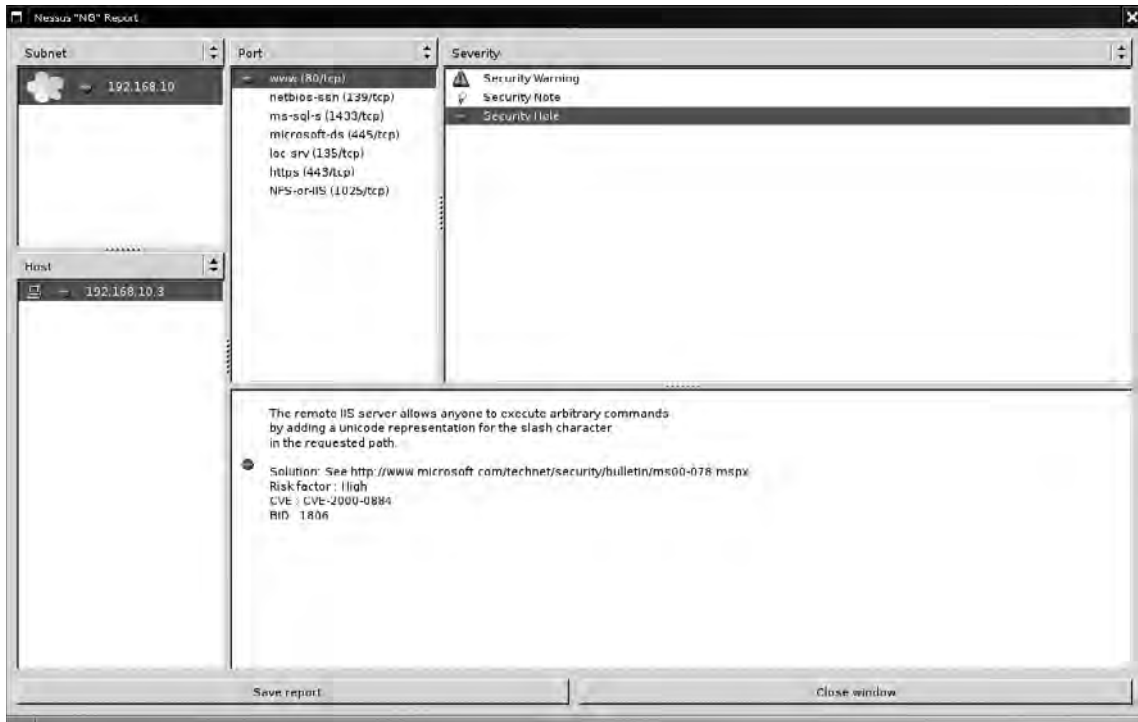 Nessus "NG" Report
Subnet
192.168.10
Host
192.168.10.3
Port
www (80/tcp)
netbios-ssn (139/tcp)
ms-sql-s (1433/tcp)
microsoft-ds (445/tcp)
loc-srv (135/tcp)
https (443/tcp)
NFS-or-IIS (1025/tcp)
Severity
Security Warning
Security Note
Security Hole
The remote IIS server allows anyone to execute arbitrary commands
by adding a unicode representation for the slash character
in the requested path.
Solution: See http://www.microsoft.com/technet/security/bulletin/ms00-078.mspx
Risk factor : High
CVE : CVE-2000-0884
BID : 1806
Save report
Close window